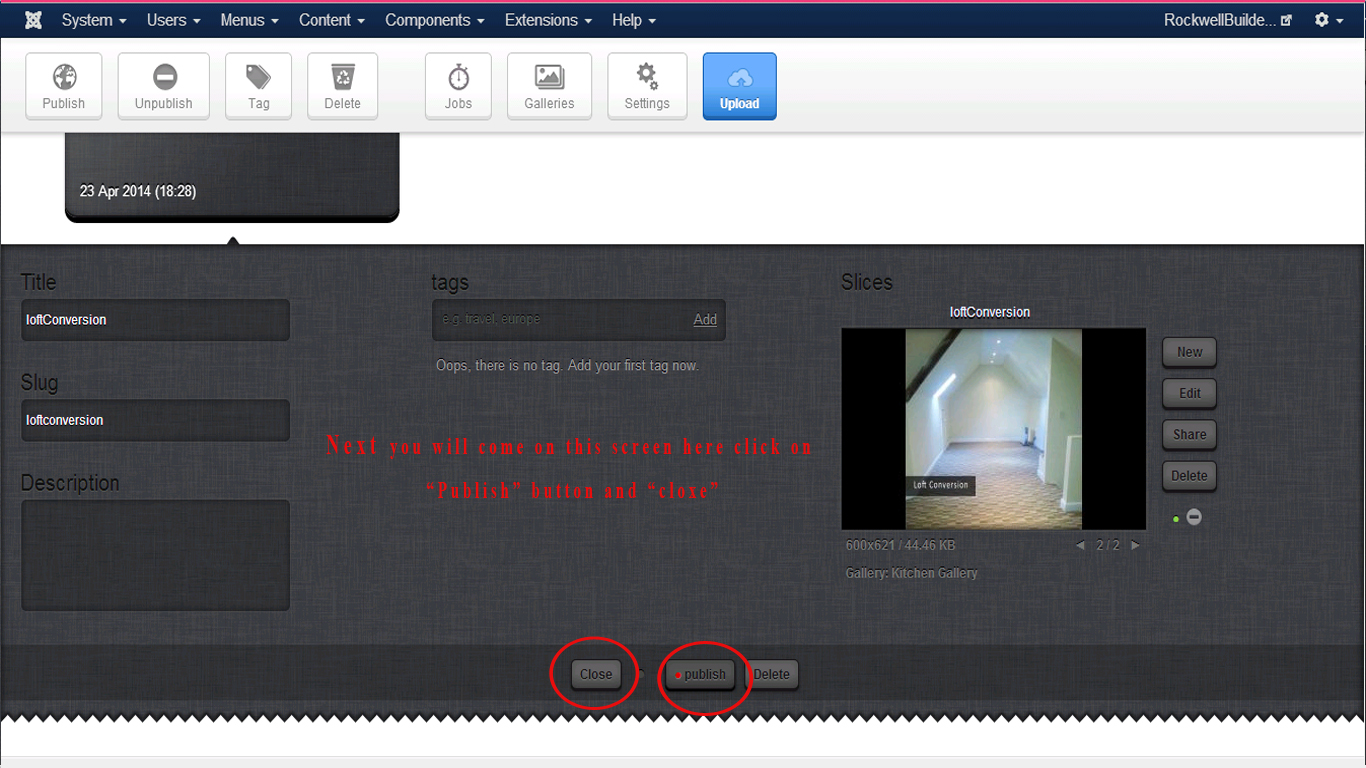 System Users Menus Content Components Extensions Help RockwellBuilde...
Publish Unpublish Tag Delete Jobs Galleries Settings Upload
23 Apr 2014 (18:28)
Title
loftConversion
Slug
loftconversion
Description
tags
e.g. travel, europe Add
Oops, there is no tag. Add your first tag now.
Next you will come on this screen here click on
“Publish” button and “cloxe”
Slices
loftConversion
Loft Conversion
New
Edit
Share
Delete
600x621 / 44.46 KB 2 / 2
Gallery: Kitchen Gallery
Close publish Delete